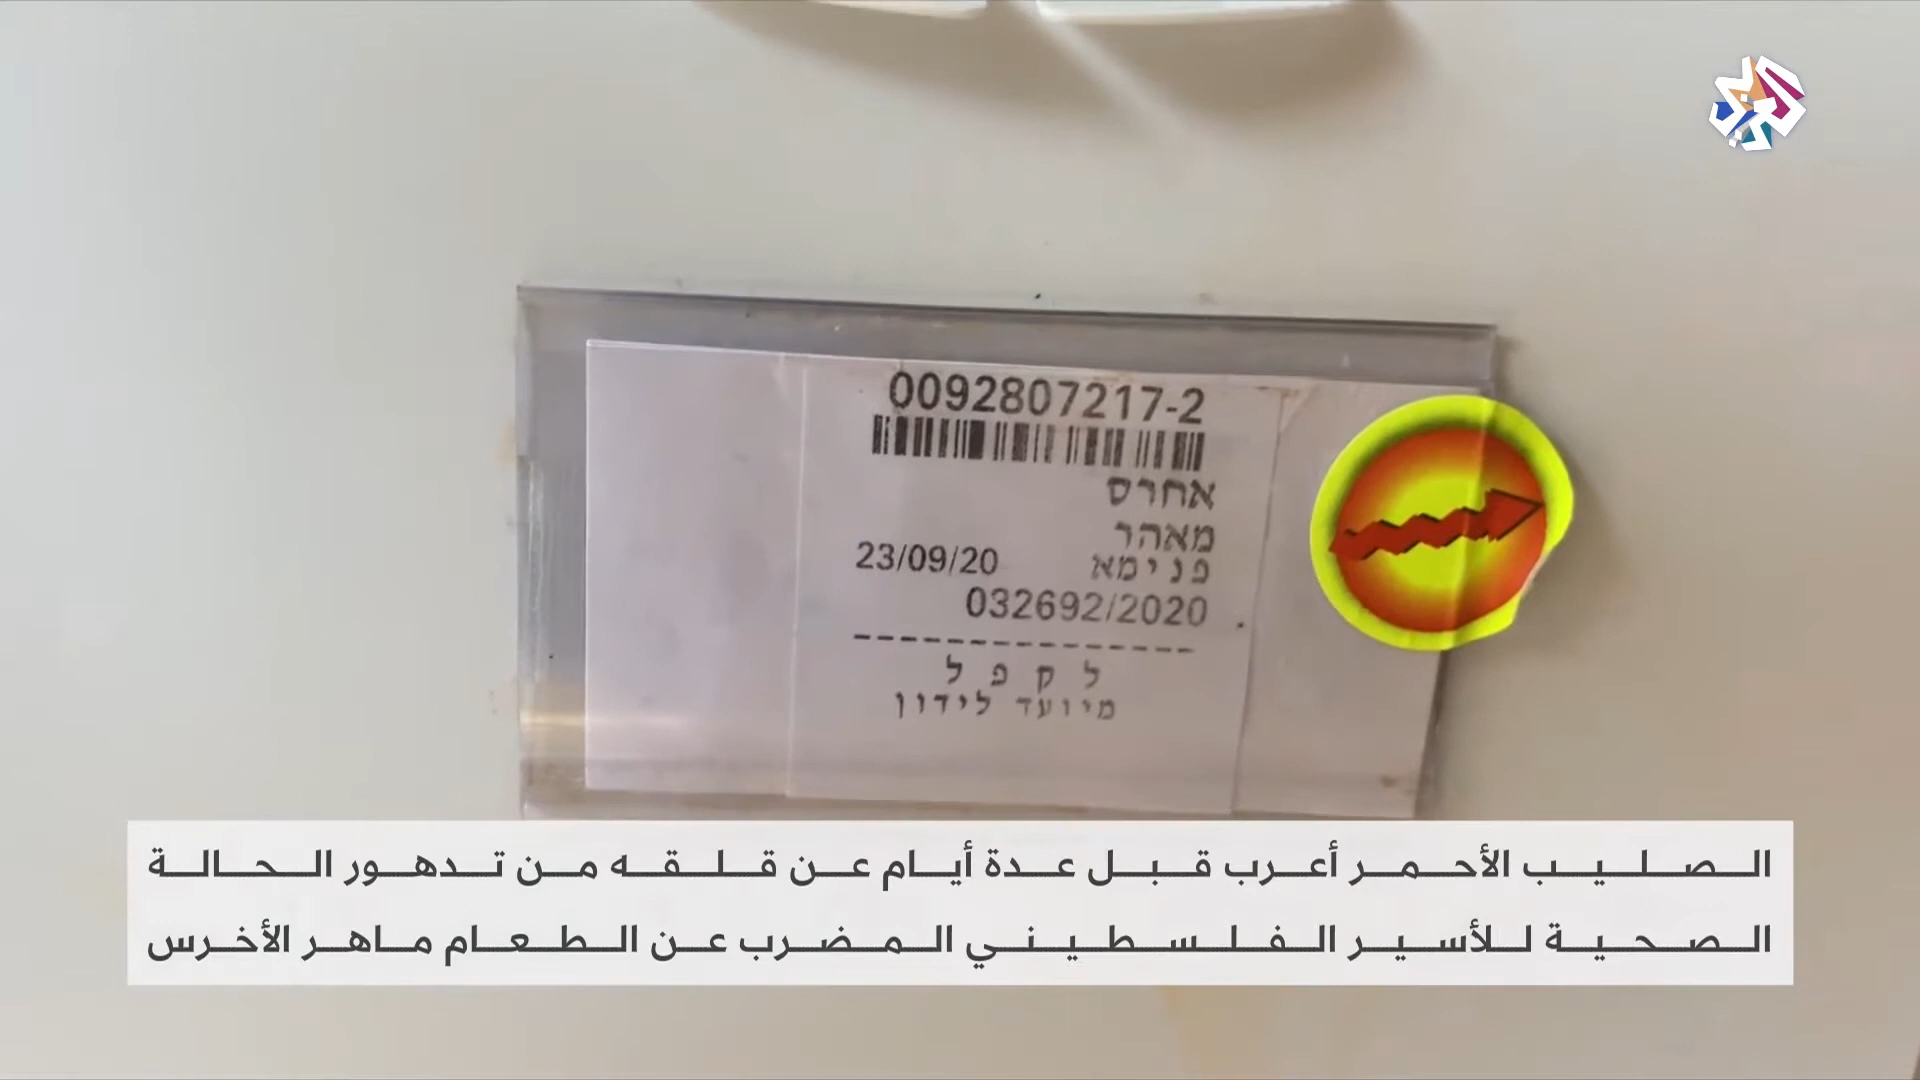 0092807217-2
אחרס
מאהר
פנימא 23/09/20
032692/2020
ל ק פ ל
מיועד לידון
الصليب الأحمر أعرب قبل عدة أيام عن قلقه من تدهور الحالة
الصحية للأسير الفلسطيني المضرب عن الطعام ماهر الأخرس